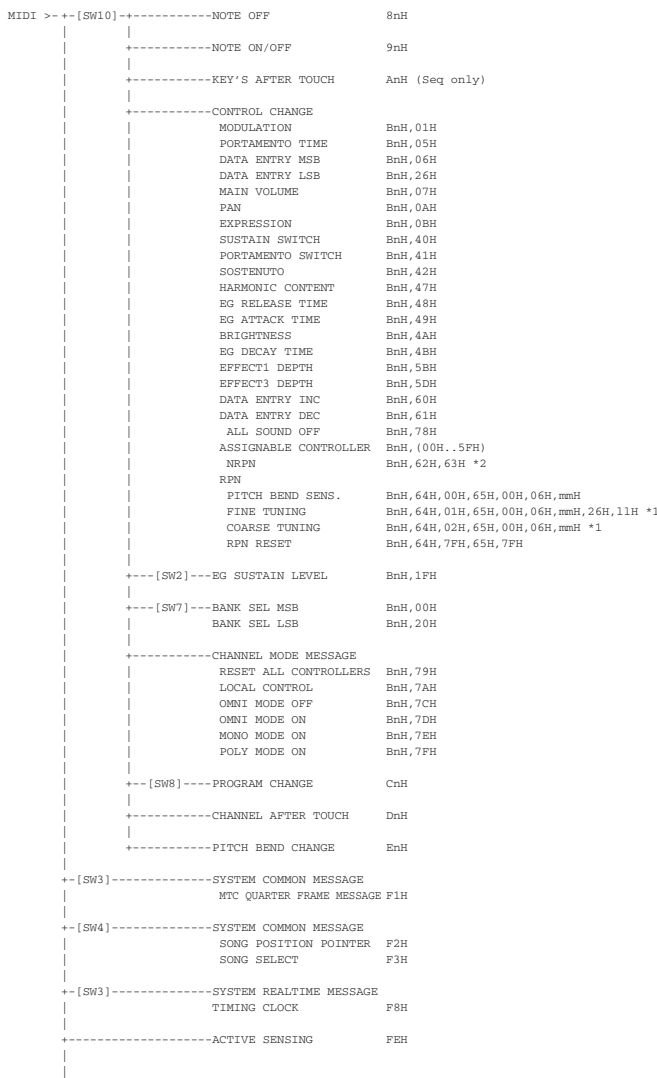 MIDI >-+-[SW10]-+-----------NOTE OFF 8nH
+-----------NOTE ON/OFF 9nH
+-----------KEY'S AFTER TOUCH AnH (Seq only)
+-----------CONTROL CHANGE
MODULATION BnH,01H
PORTAMENTO TIME BnH,05H
DATA ENTRY MSB BnH,06H
DATA ENTRY LSB BnH,26H
MAIN VOLUME BnH,07H
PAN BnH,0AH
EXPRESSION BnH,0BH
SUSTAIN SWITCH BnH,40H
PORTAMENTO SWITCH BnH,41H
SOSTENUTO BnH,42H
HARMONIC CONTENT BnH,47H
EG RELEASE TIME BnH,48H
EG ATTACK TIME BnH,49H
BRIGHTNESS BnH,4AH
EG DECAY TIME BnH,4BH
EFFECT1 DEPTH BnH,5BH
EFFECT3 DEPTH BnH,5DH
DATA ENTRY INC BnH,60H
DATA ENTRY DEC BnH,61H
ALL SOUND OFF BnH,78H
ASSIGNABLE CONTROLLER BnH,(00H..5FH)
NRPN BnH,62H,63H *2
RPN
PITCH BEND SENS. BnH,64H,00H,65H,00H,06H,mmH
FINE TUNING BnH,64H,01H,65H,00H,06H,mmH,26H,llH *1
COARSE TUNING BnH,64H,02H,65H,00H,06H,mmH *1
RPN RESET BnH,64H,7FH,65H,7FH
+---[SW2]---EG SUSTAIN LEVEL BnH,1FH
+---[SW7]---BANK SEL MSB BnH,00H
BANK SEL LSB BnH,20H
+-----------CHANNEL MODE MESSAGE
RESET ALL CONTROLLERS BnH,79H
LOCAL CONTROL BnH,7AH
OMNI MODE OFF BnH,7CH
OMNI MODE ON BnH,7DH
MONO MODE ON BnH,7EH
POLY MODE ON BnH,7FH
+--[SW8]----PROGRAM CHANGE CnH
+-----------CHANNEL AFTER TOUCH DnH
+-----------PITCH BEND CHANGE EnH
+-[SW3]--------------SYSTEM COMMON MESSAGE
MTC QUARTER FRAME MESSAGE F1H
+-[SW4]--------------SYSTEM COMMON MESSAGE
SONG POSITION POINTER F2H
SONG SELECT F3H
+-[SW3]--------------SYSTEM REALTIME MESSAGE
TIMING CLOCK F8H
+--------------------ACTIVE SENSING FEH